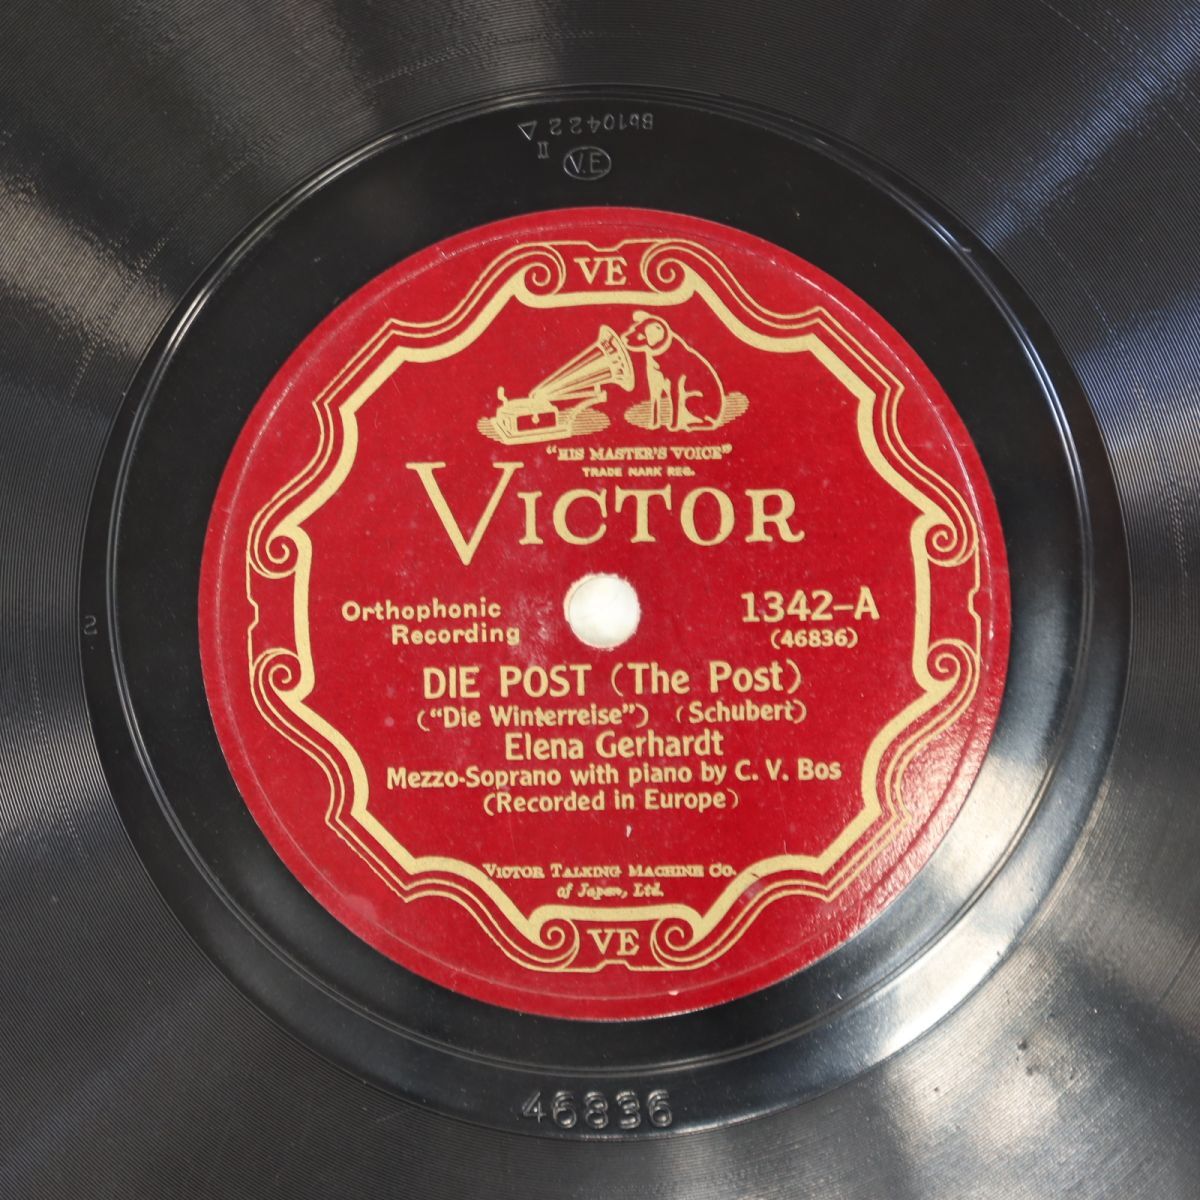 Bb10422 △
II
V.E.
VE
"HIS MASTER'S VOICE"
TRADE MARK REG.
VICTOR
Orthophonic
Recording
1342–A
(46836)
2
DIE POST (The Post)
("Die Winterreise") (Schubert)
Elena Gerhardt
Mezzo-Soprano with piano by C. V. Bos
(Recorded in Europe)
VICTOR TALKING MACHINE CO.
of Japan, Ltd.
VE
46836